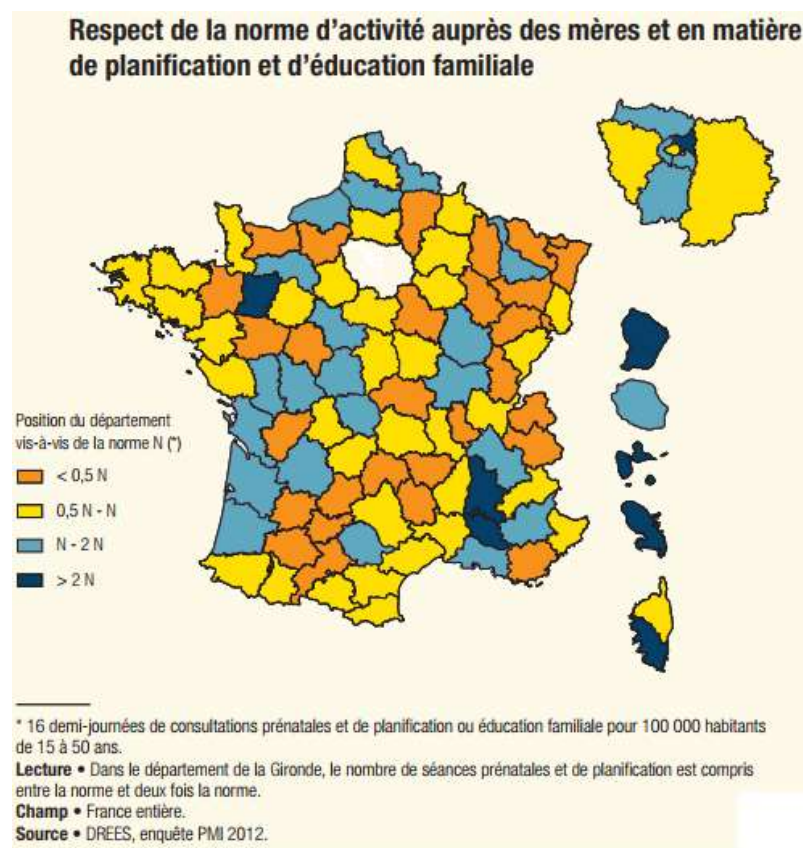 Respect de la norme d'activité auprès des mères et en matière
de planification et d'éducation familiale
Position du département
vis-à-vis de la norme N (*)
< 0,5 N
0,5 N - N
N - 2 N
> 2 N
* 16 demi-journées de consultations prénatales et de planification ou éducation familiale pour 100 000 habitants
de 15 à 50 ans.
Lecture • Dans le département de la Gironde, le nombre de séances prénatales et de planification est compris
entre la norme et deux fois la norme.
Champ • France entière.
Source • DREES, enquête PMI 2012.